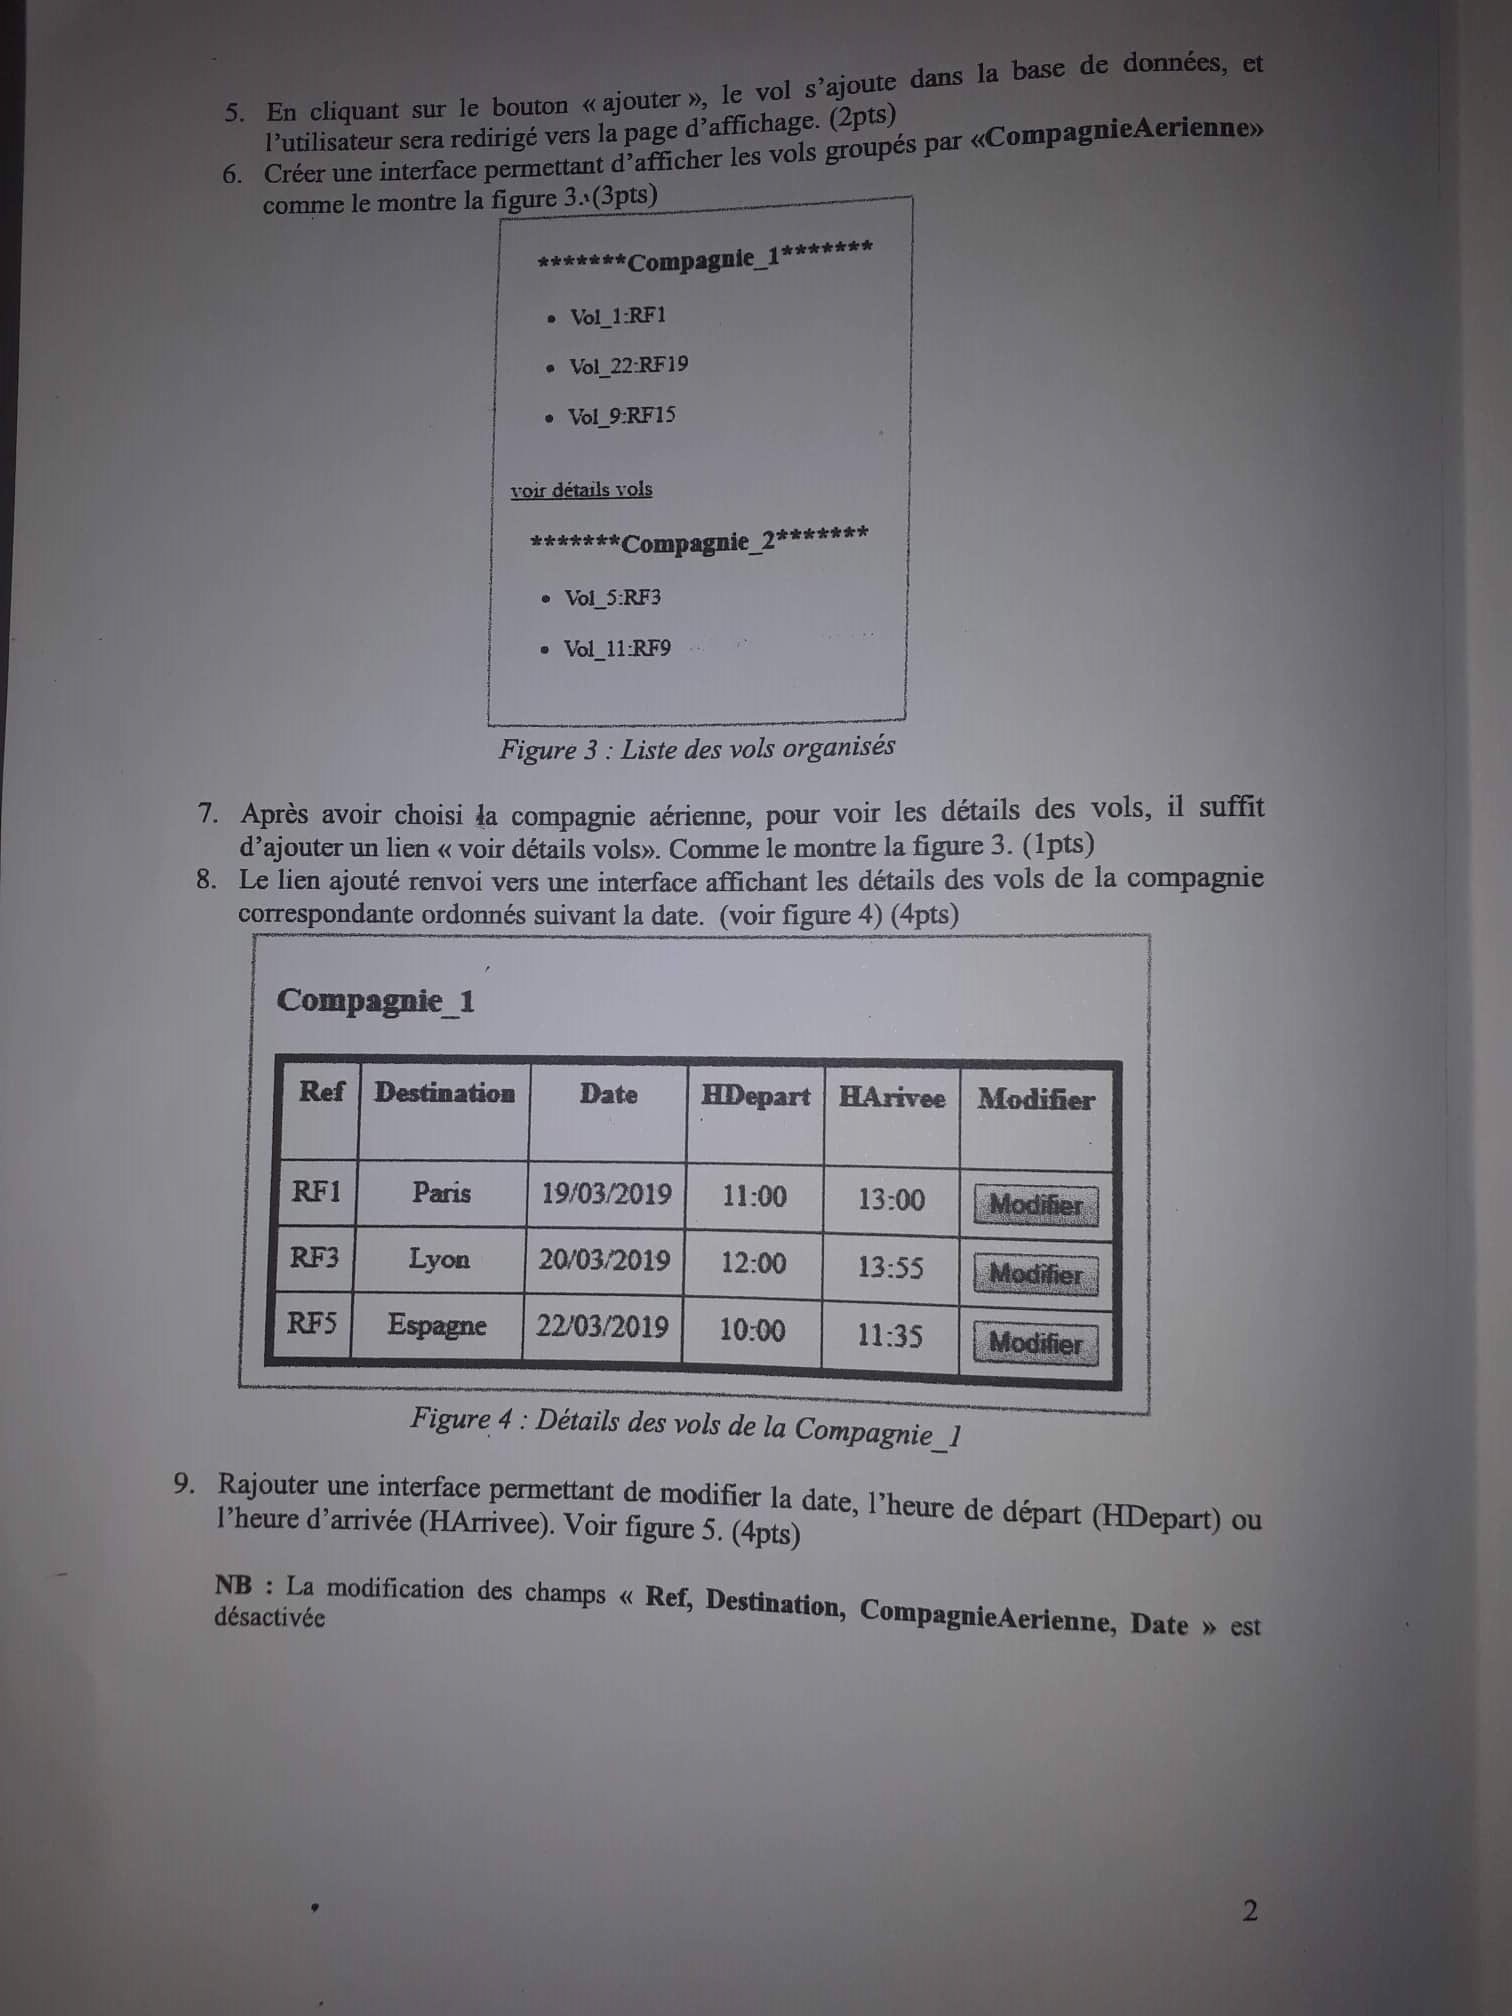 5. En cliquant sur le bouton « ajouter », le vol s'ajoute dans la base de données, et
l'utilisateur sera redirigé vers la page d'affichage. (2pts)
6. Créer une interface permettant d'afficher les vols groupés par «CompagnieAerienne»
comme le montre la figure 3. (3pts)
*******Compagnie_1*******
• Vol_1:RF1
• Vol_22:RF19
• Vol_9:RF15
voir détails vols
*******Compagnie_2*******
• Vol_5:RF3
• Vol_11:RF9
Figure 3 : Liste des vols organisés
7. Après avoir choisi la compagnie aérienne, pour voir les détails des vols, il suffit
d'ajouter un lien « voir détails vols». Comme le montre la figure 3. (1pts)
8. Le lien ajouté renvoi vers une interface affichant les détails des vols de la compagnie
correspondante ordonnés suivant la date. (voir figure 4) (4pts)
Compagnie_1
Ref Destination Date HDepart HArivee Modifier
RF1 Paris 19/03/2019 11:00 13:00 Modifier
RF3 Lyon 20/03/2019 12:00 13:55 Modifier
RF5 Espagne 22/03/2019 10:00 11:35 Modifier
Figure 4 : Détails des vols de la Compagnie_1
9. Rajouter une interface permettant de modifier la date, l'heure de départ (HDepart) ou
l'heure d'arrivée (HArrivee). Voir figure 5. (4pts)
NB : La modification des champs « Ref, Destination, CompagnieAerienne, Date » est
désactivée
2